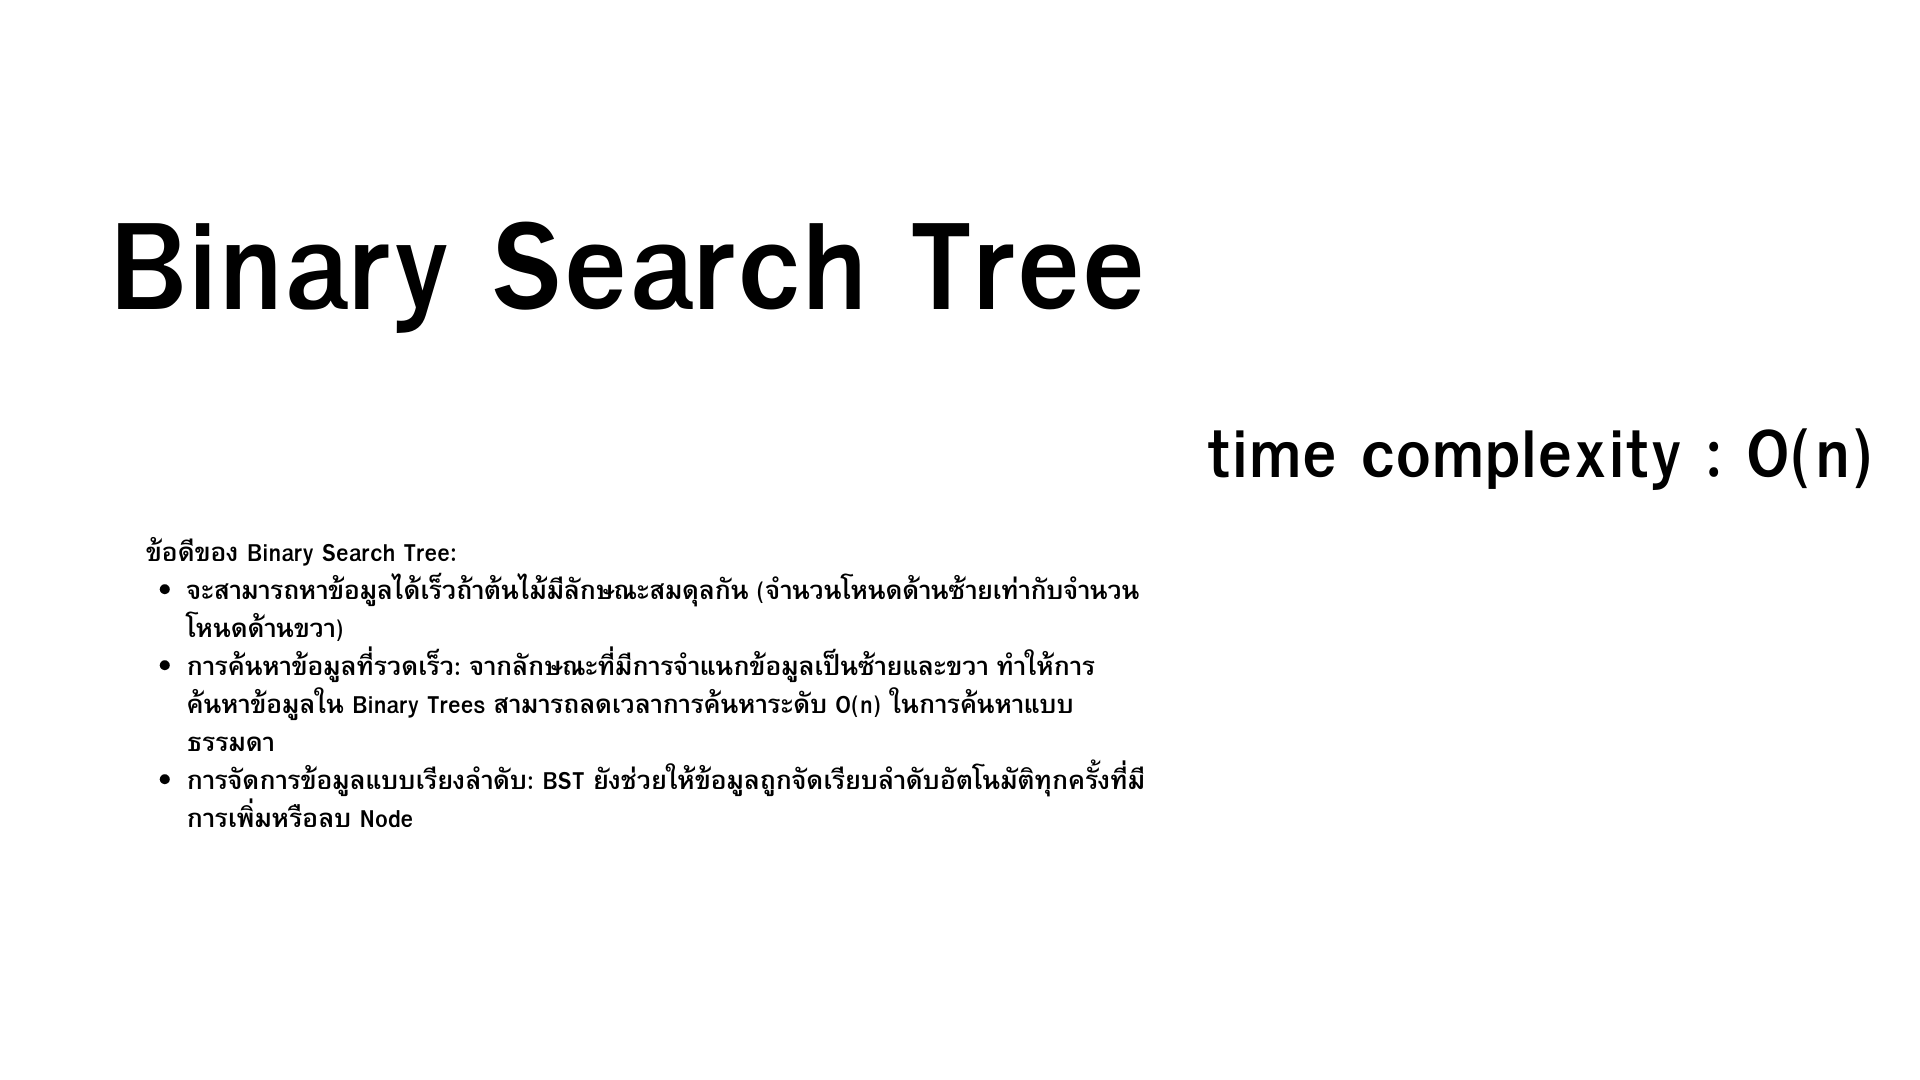 Binary Search Tree
time complexity : O(n)
ข้อดีของ Binary Search Tree:
• จะสามารถหาข้อมูลได้เร็วถ้าต้นไม้มีลักษณะสมดุลกัน (จำนวนโหนดด้านซ้ายเท่ากับจำนวน
โหนดด้านขวา)
• การค้นหาข้อมูลที่รวดเร็ว: จากลักษณะที่มีการจำแนกข้อมูลเป็นซ้ายและขวา ทำให้การ
ค้นหาข้อมูลใน Binary Trees สามารถลดเวลาการค้นหาระดับ O(n) ในการค้นหาแบบ
ธรรมดา
• การจัดการข้อมูลแบบเรียงลำดับ: BST ยังช่วยให้ข้อมูลถูกจัดเรียบลำดับอัตโนมัติทุกครั้งที่มี
การเพิ่มหรือลบ Node